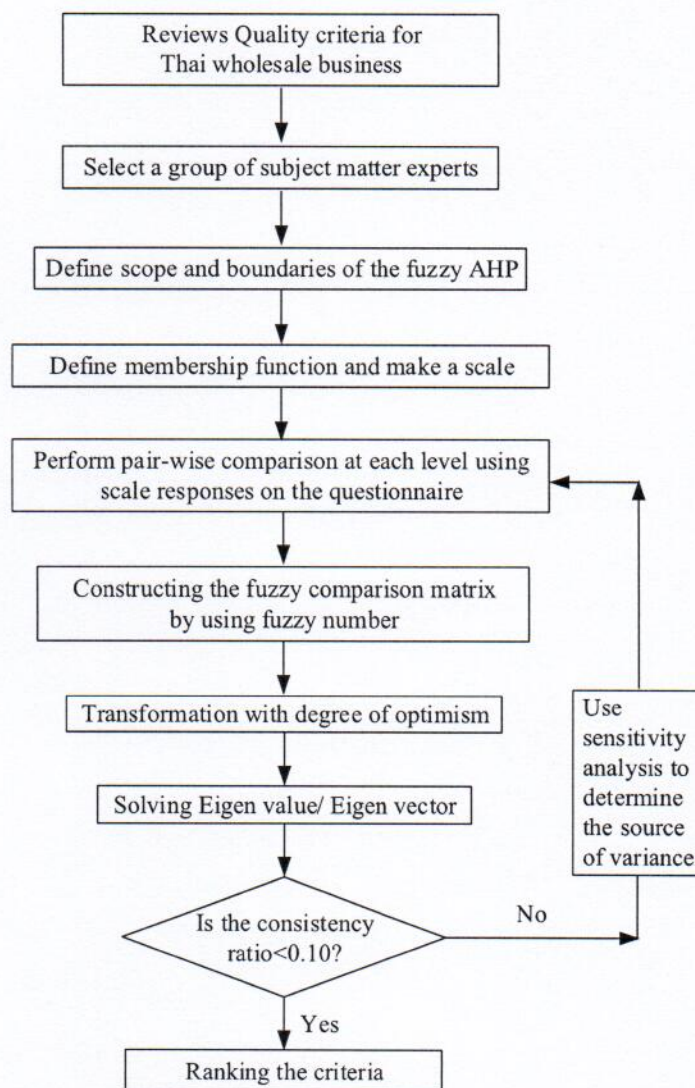 Reviews Quality criteria for
Thai wholesale business
Select a group of subject matter experts
Define scope and boundaries of the fuzzy AHP
Define membership function and make a scale
Perform pair-wise comparison at each level using
scale responses on the questionnaire
Constructing the fuzzy comparison matrix
by using fuzzy number
Transformation with degree of optimism
Solving Eigen value/ Eigen vector
Use
sensitivity
analysis to
determine
the source
of variance
Is the consistency
ratio<0.10?
No
Yes
Ranking the criteria